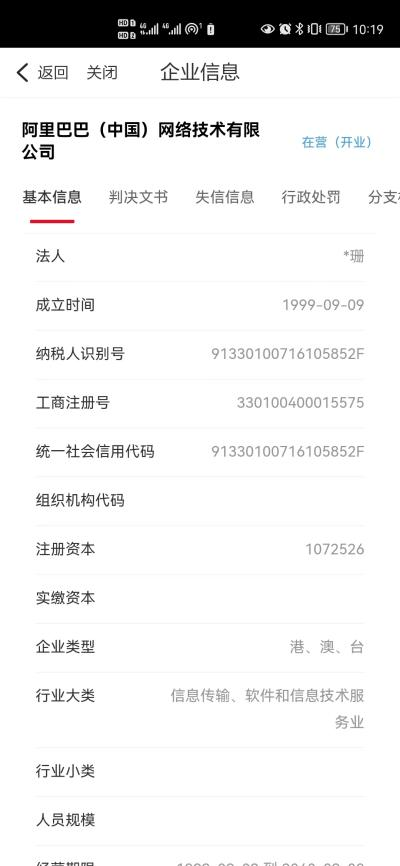 75 10:19
返回 关闭 企业信息
阿里巴巴（中国）网络技术有限
公司
在营（开业）
基本信息 判决文书 失信信息 行政处罚 分支
法人 *珊
成立时间 1999-09-09
纳税人识别号 91330100716105852F
工商注册号 330100400015575
统一社会信用代码 91330100716105852F
组织机构代码
注册资本 1072526
实缴资本
企业类型 港、澳、台
行业大类 信息传输、软件和信息技术服
务业
行业小类
人员规模